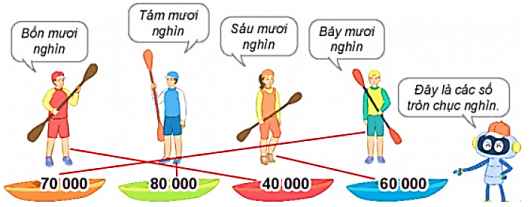 Bốn mươi
nghìn
Tám mươi
nghìn
Sáu mươi
nghìn
Bảy mươi
nghìn
Đây là các số
tròn chục nghìn.
70 000
80 000
40 000
60 000